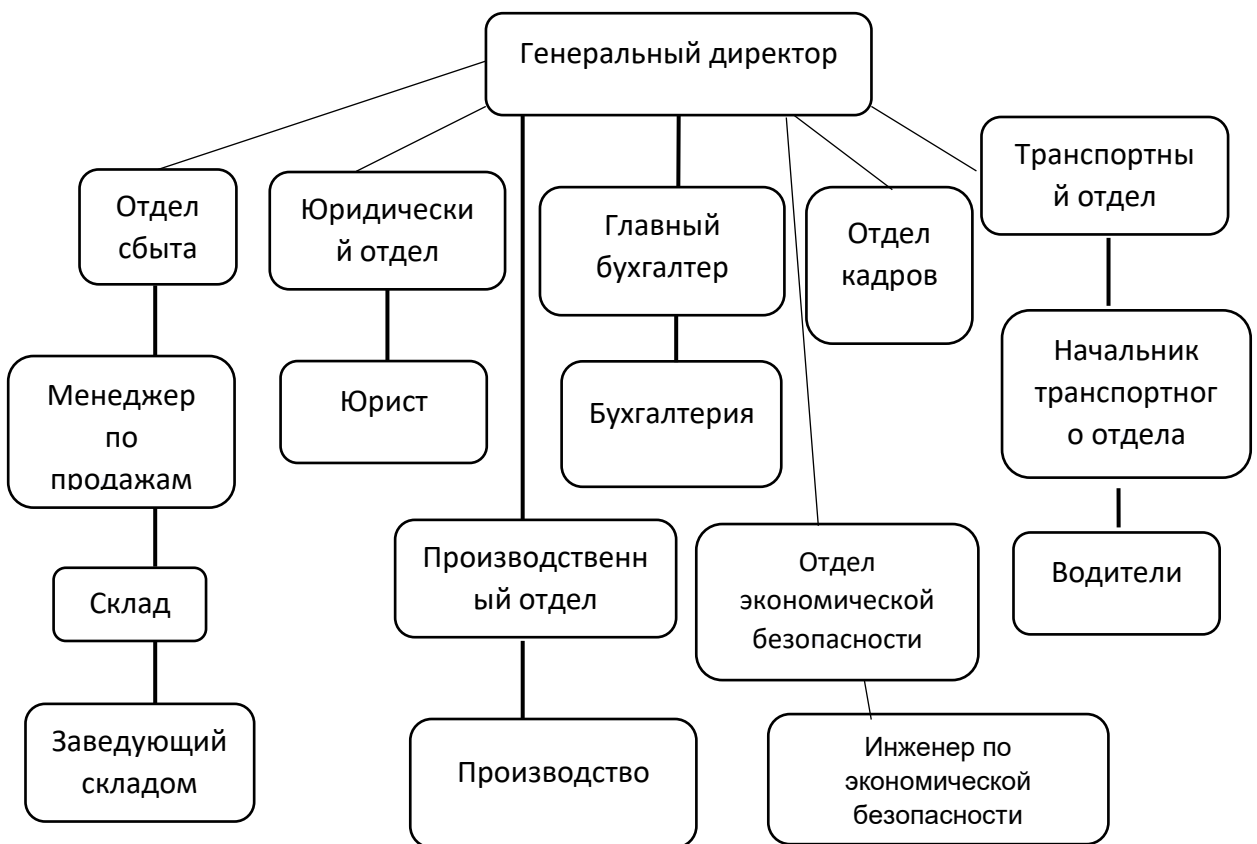 Генеральный директор
Отдел
сбыта
Юридически
й отдел
Главный
бухгалтер
Отдел
кадров
Транспортны
й отдел
Менеджер
по
продажам
Юрист
Бухгалтерия
Начальник
транспортног
о отдела
Склад
Производственн
ый отдел
Отдел
экономической
безопасности
Водители
Заведующий
складом
Производство
Инженер по
экономической
безопасности